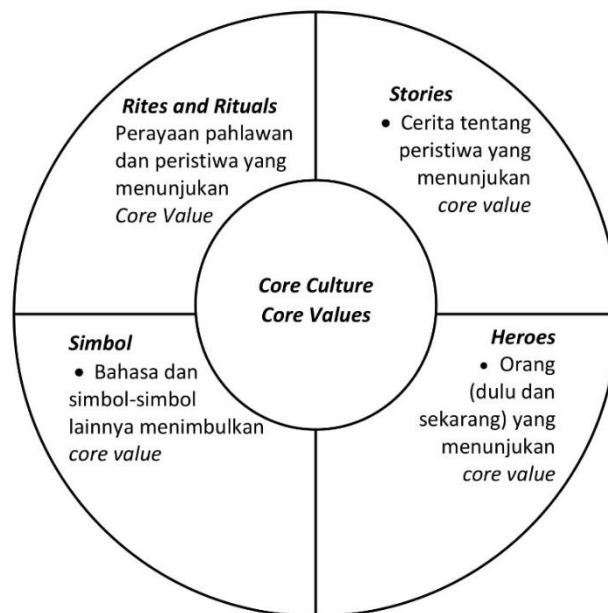 Rites and Rituals
Perayaan pahlawan
dan peristiwa yang
menunjukan
Core Value
Stories
• Cerita tentang
peristiwa yang
menunjukan
core value
Core Culture
Core Values
Simbol
• Bahasa dan
simbol-simbol
lainnya menimbulkan
core value
Heroes
• Orang
(dulu dan
sekarang) yang
menunjukan
core value